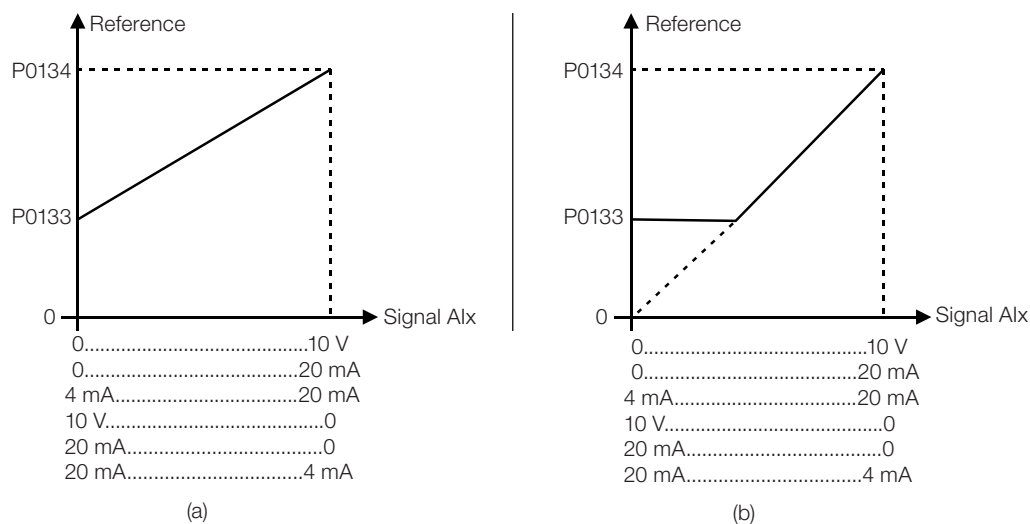 Reference
P0134
P0133
0
Signal AIx
0..........................................10 V
0........................................20 mA
4 mA..................................20 mA
10 V.........................................0
20 mA.....................................0
20 mA.................................4 mA
(a)
Reference
P0134
P0133
0
Signal AIx
0............................................10 V
0..........................................20 mA
4 mA...................................20 mA
10 V..........................................0
20 mA.......................................0
20 mA...................................4 mA
(b)